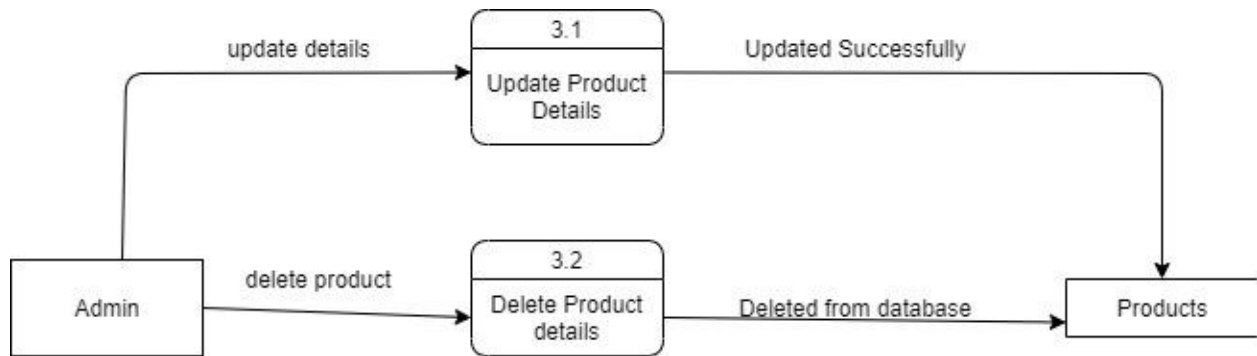 3.1
update details
Updated Successfully
Update Product
Details
3.2
delete product
Delete Product
details
Deleted from database
Admin
Products